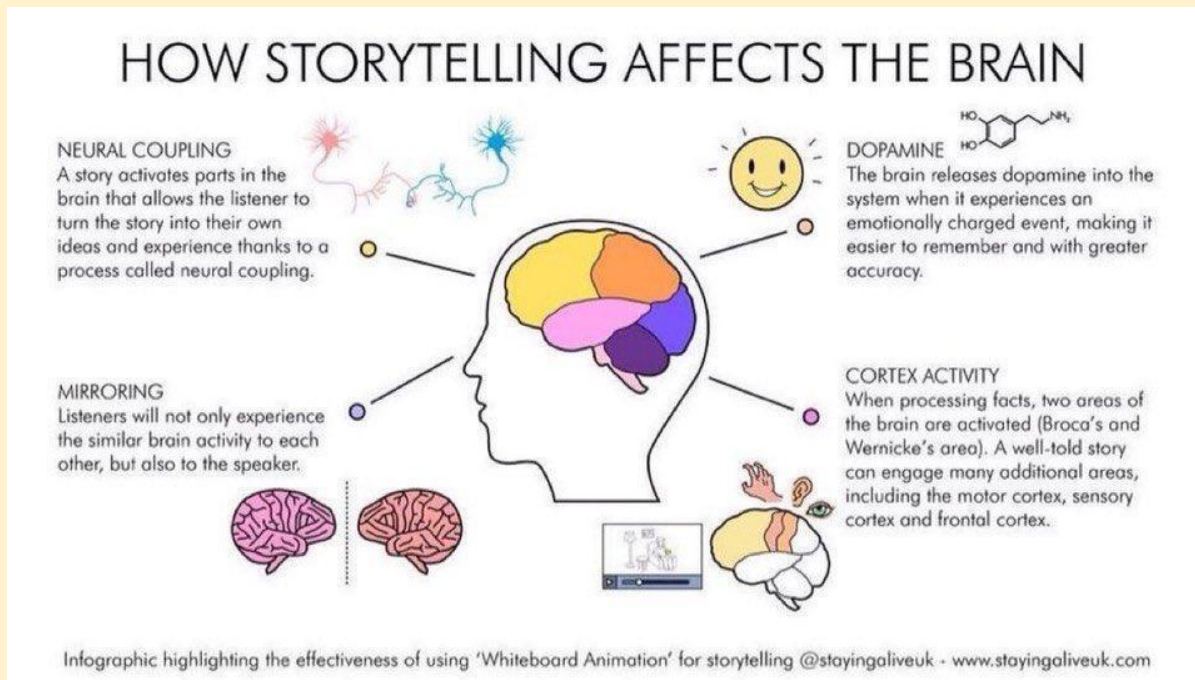 HOW STORYTELLING AFFECTS THE BRAIN
NEURAL COUPLING
A story activates parts in the
brain that allows the listener to
turn the story into their own
ideas and experience thanks to a
process called neural coupling.
HO
HO
NH₂
DOPAMINE
The brain releases dopamine into the
system when it experiences an
emotionally charged event, making it
easier to remember and with greater
accuracy.
MIRRORING
Listeners will not only experience
the similar brain activity to each
other, but also to the speaker.
CORTEX ACTIVITY
When processing facts, two areas of
the brain are activated (Broca's and
Wernicke's area). A well-told story
can engage many additional areas,
including the motor cortex, sensory
cortex and frontal cortex.
Infographic highlighting the effectiveness of using 'Whiteboard Animation' for storytelling @stayingaliveuk - www.stayingaliveuk.com